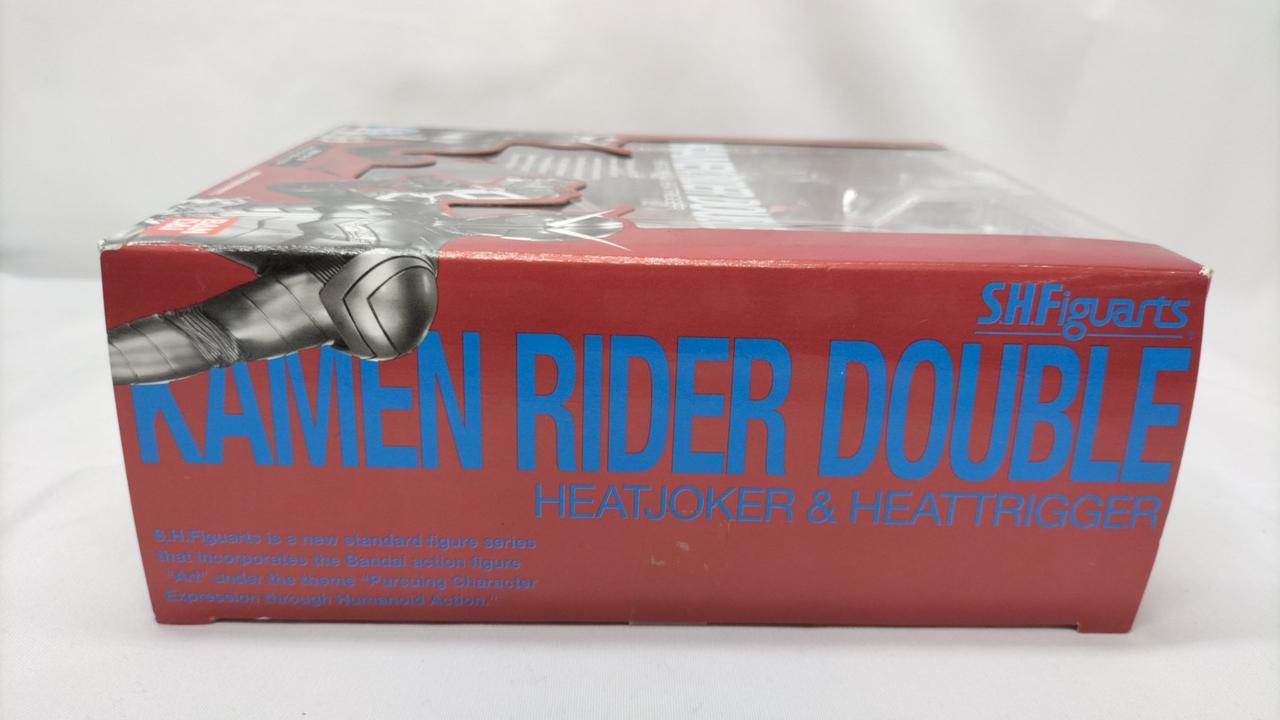 S.H.Figuarts
KAMEN RIDER DOUBLE
HEATJOKER & HEATTRIGGER
S.H.Figuarts is a new standard figure series
that incorporates the Bandai action figure
"Art" under the theme "Pursuing Character
Expression through Humanoid Action."